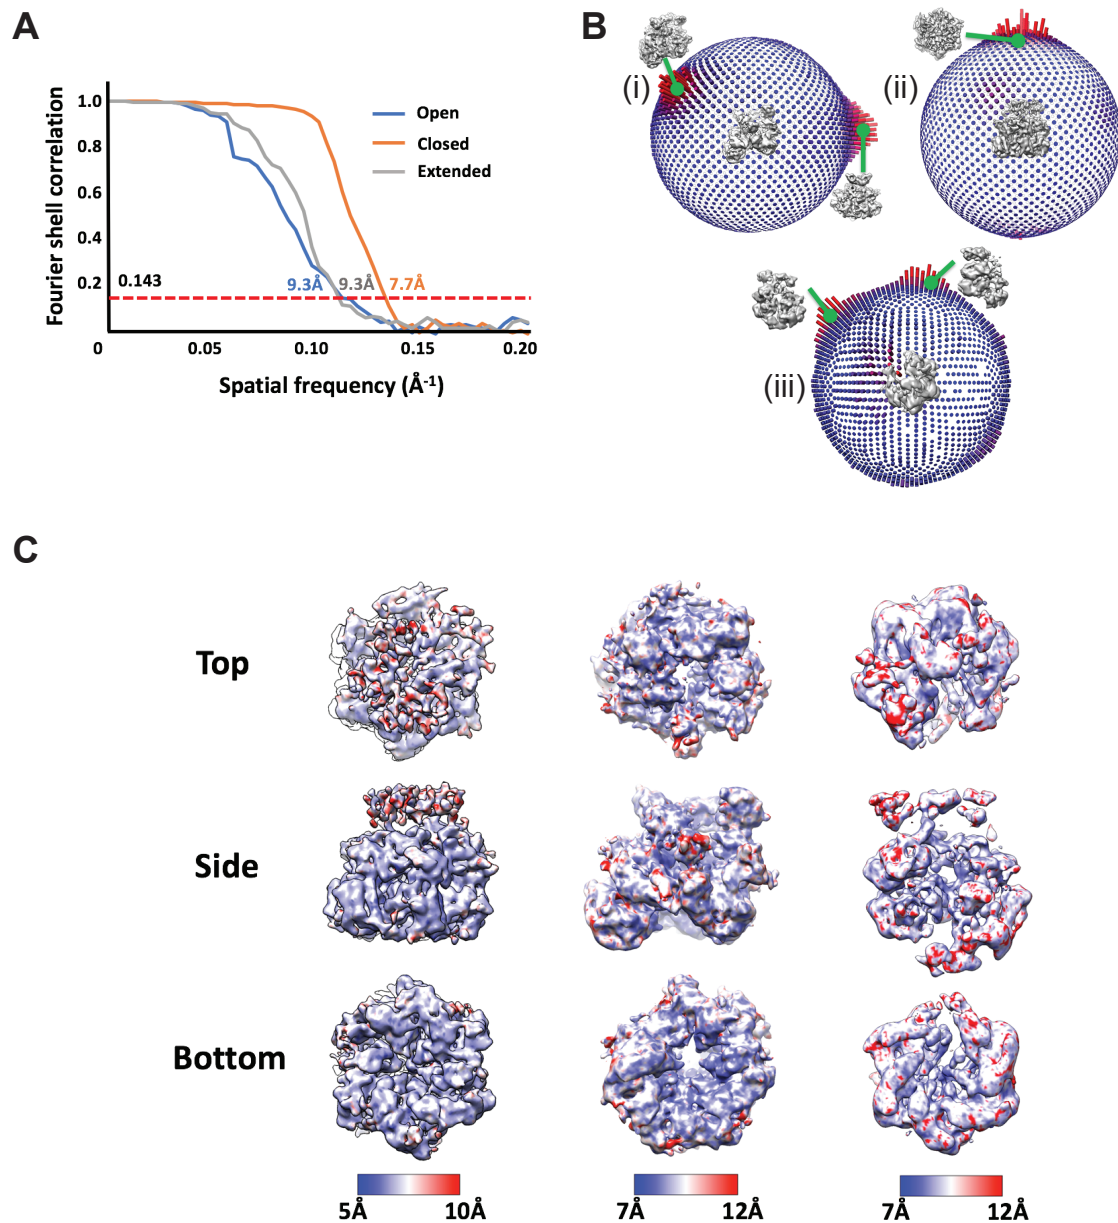 A
B
(i)
(ii)
(iii)
Fourier shell correlation
1.0
0.8
0.6
0.4
0.2
0.143
Open
Closed
Extended
9.3Å 9.3Å 7.7Å
0 0.05 0.10 0.15 0.20
Spatial frequency (Å-1)
C
Top
Side
Bottom
5Å 10Å 7Å 12Å 7Å 12Å